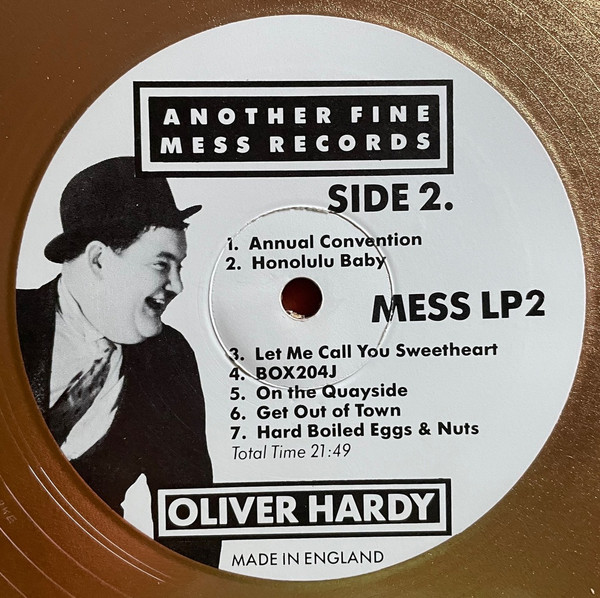 ANOTHER FINE
MESS RECORDS
SIDE 2.
1. Annual Convention
2. Honolulu Baby
MESS LP2
3. Let Me Call You Sweetheart
4. BOX204J
5. On the Quayside
6. Get Out of Town
7. Hard Boiled Eggs & Nuts
Total Time 21:49
OLIVER HARDY
MADE IN ENGLAND